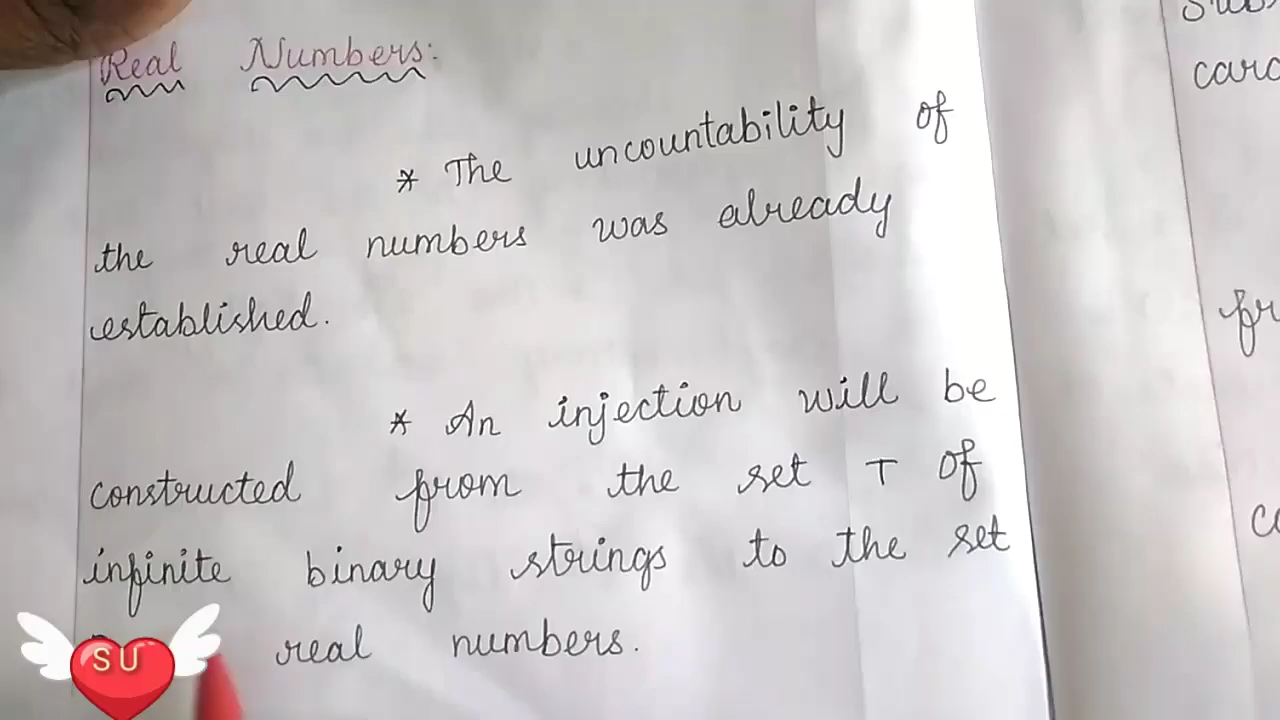 Real Numbers:
* The uncountability of
the real numbers was already
established.
* An injection will be
constructed from the set T of
infinite binary strings to the set
real numbers.
SU